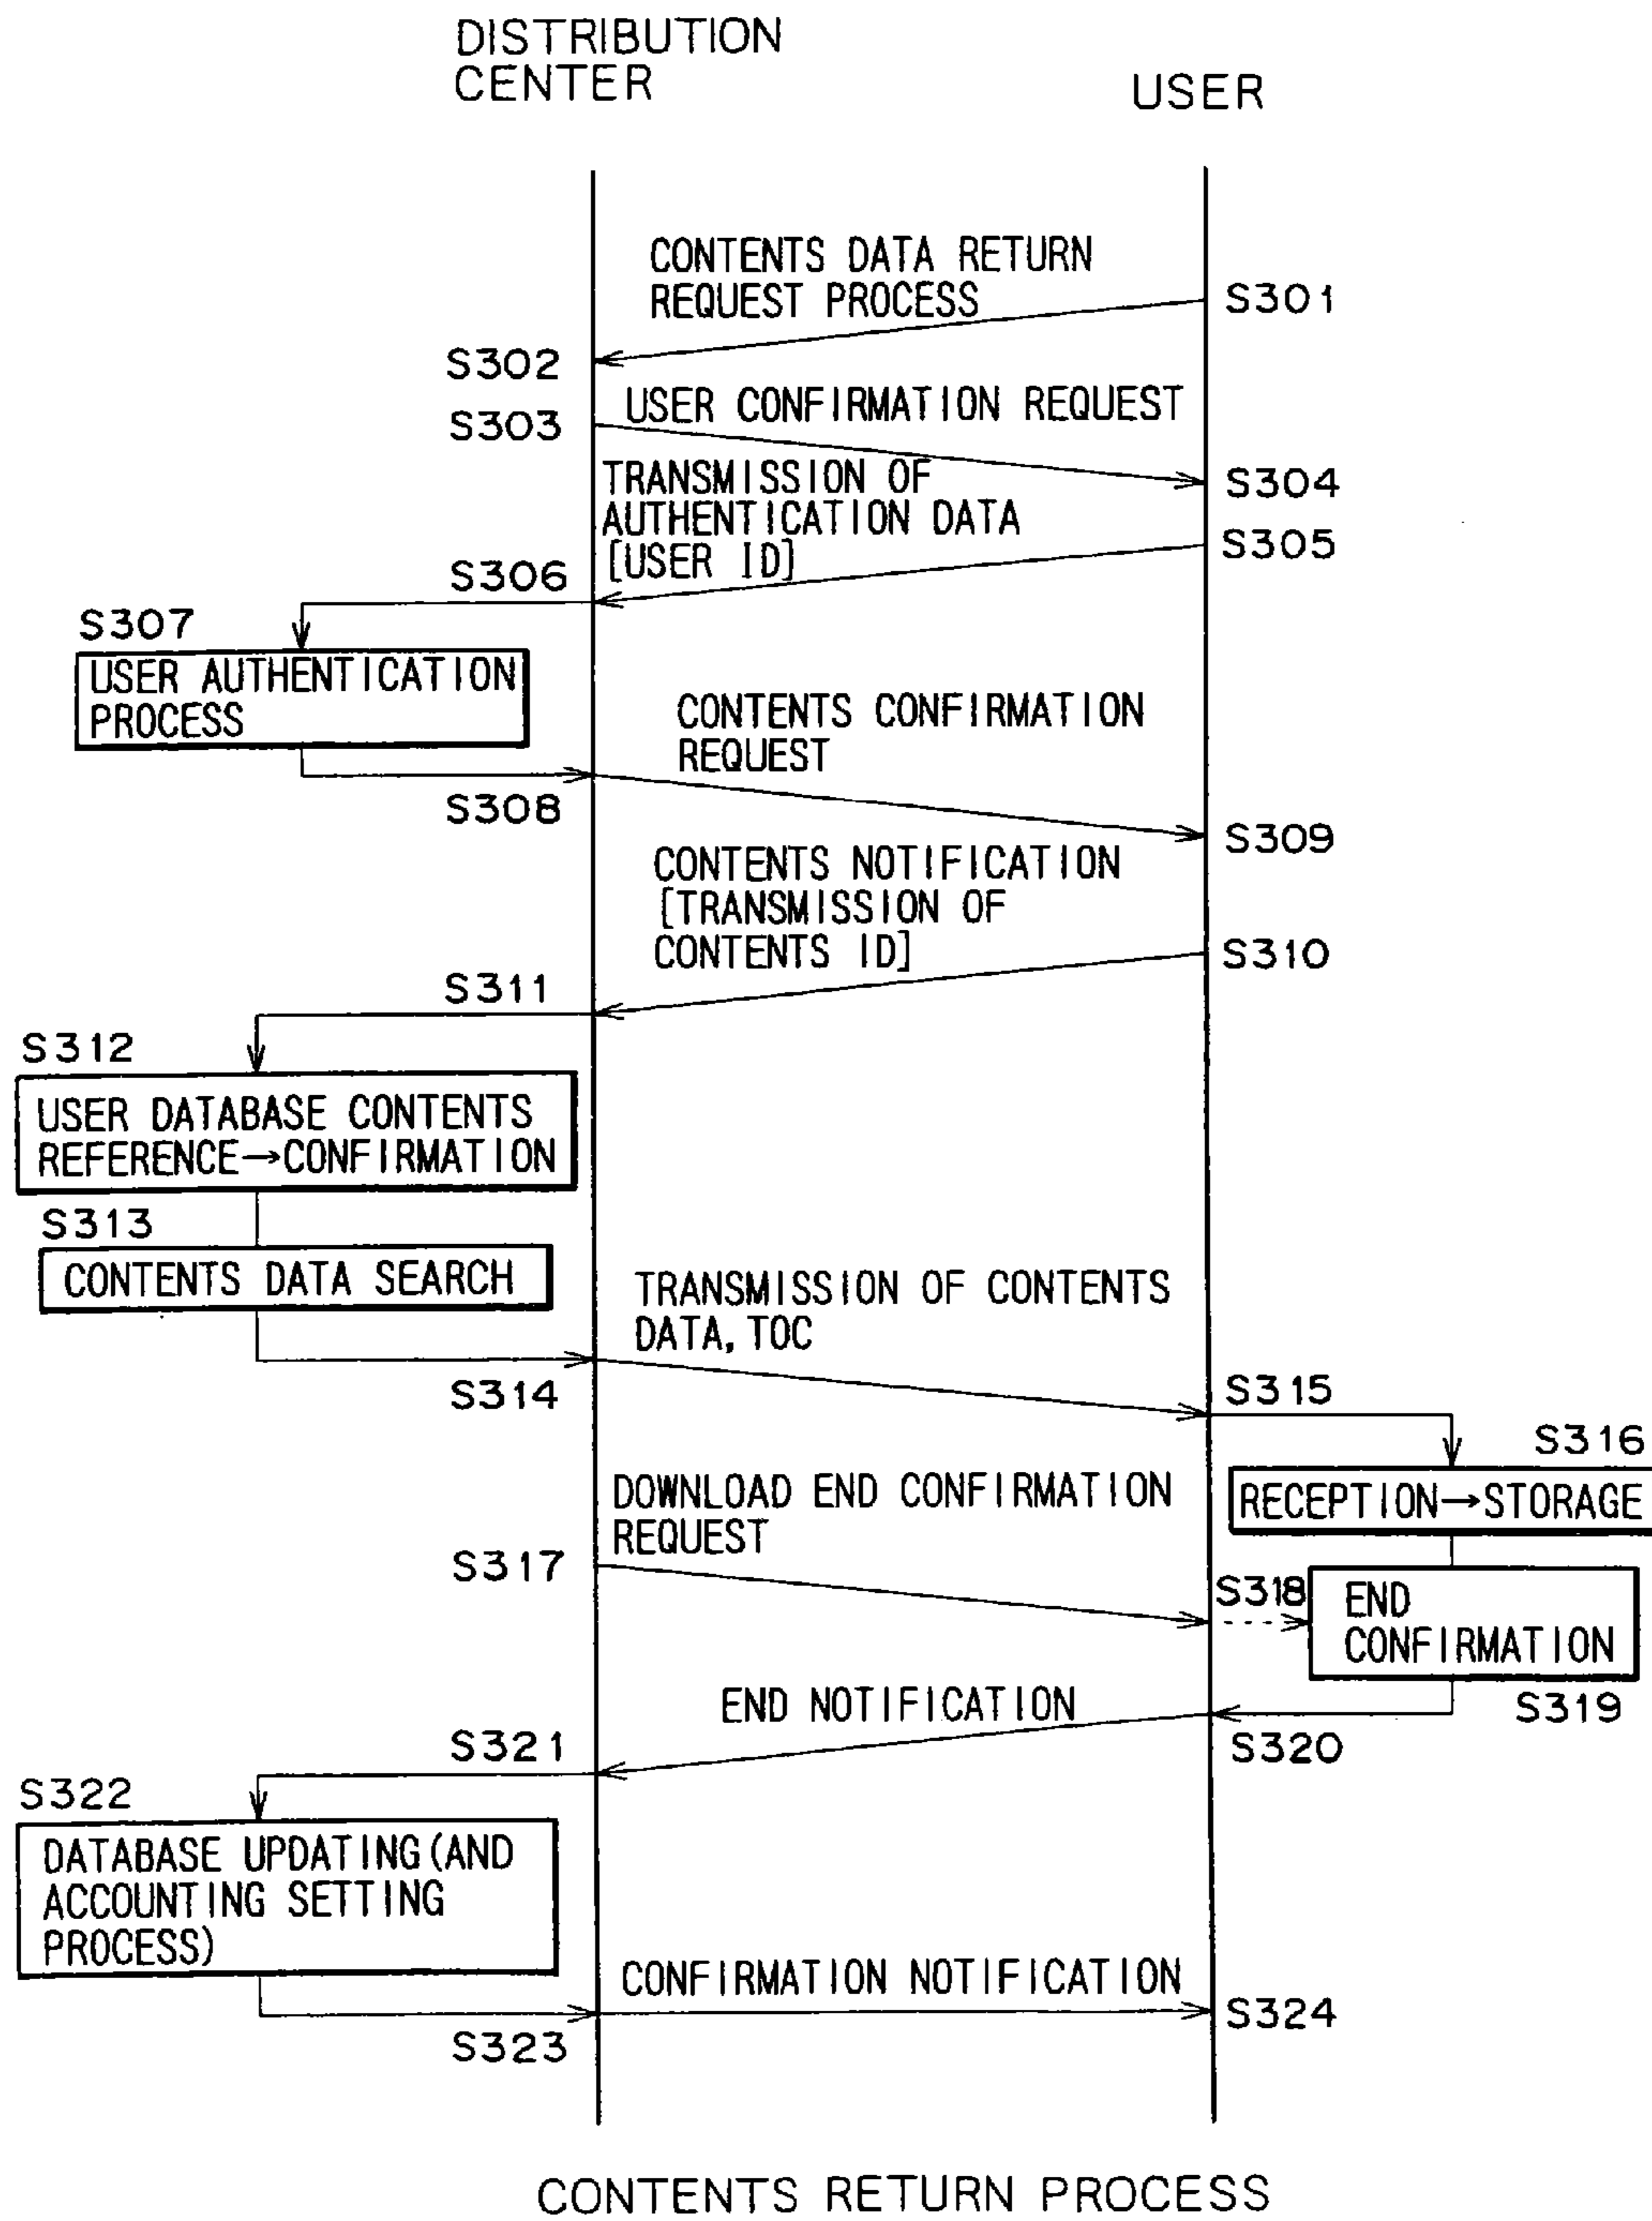 DISTRIBUTION
CENTER
USER
CONTENTS DATA RETURN
REQUEST PROCESS
S301
S302
USER CONFIRMATION REQUEST
S303
TRANSMISSION OF
AUTHENTICATION DATA
[USER ID]
S304
S305
S306
S307
USER AUTHENTICATION
PROCESS
CONTENTS CONFIRMATION
REQUEST
S308
S309
CONTENTS NOTIFICATION
[TRANSMISSION OF
CONTENTS ID]
S310
S311
S312
USER DATABASE CONTENTS
REFERENCE→CONFIRMATION
S313
CONTENTS DATA SEARCH
TRANSMISSION OF CONTENTS
DATA, TOC
S314
S315
S316
RECEPTION→STORAGE
DOWNLOAD END CONFIRMATION
REQUEST
S317
S318
END
CONFIRMATION
S319
END NOTIFICATION
S320
S321
S322
DATABASE UPDATING(AND
ACCOUNTING SETTING
PROCESS)
CONFIRMATION NOTIFICATION
S323
S324
CONTENTS RETURN PROCESS